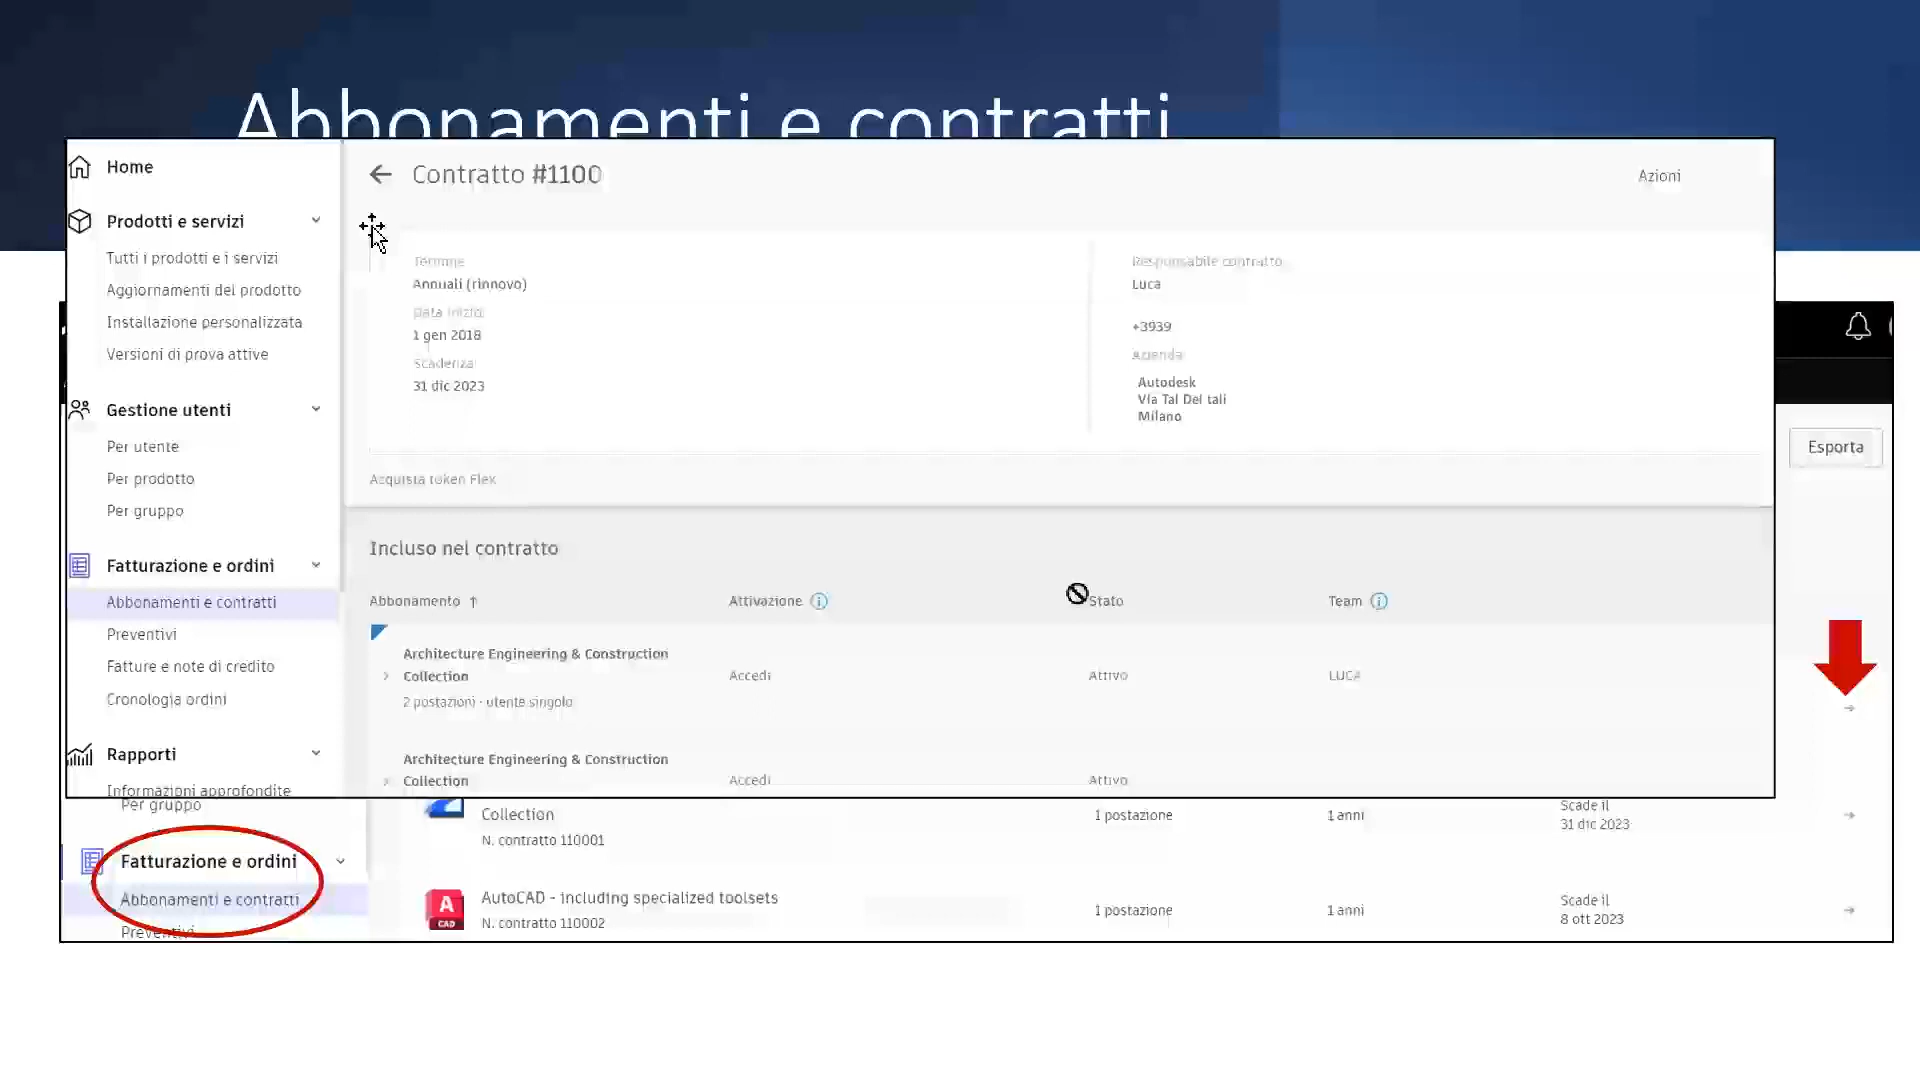 Abbonamenti e contratti
Home
Prodotti e servizi
Tutti i prodotti e i servizi
Aggiornamenti del prodotto
Installazione personalizzata
Versioni di prova attive
Gestione utenti
Per utente
Per prodotto
Per gruppo
Fatturazione e ordini
Abbonamenti e contratti
Preventivi
Fatture e note di credito
Cronologia ordini
Rapporti
Informazioni approfondite
Contratto #1100
Azioni
Termine
Annuali (rinnovo)
Data inizio
1 gen 2018
Scadenza
31 dic 2023
Responsabile contratto
Luca
+3939
Azienda
Autodesk
Via Tal Dei tali
Milano
Acquista token Flex
Incluso nel contratto
Abbonamento
Attivazione
Stato
Team
Architecture Engineering & Construction
Collection
2 postazioni · utente singolo
Accedi
Attivo
LUCA
Architecture Engineering & Construction
Collection
Accedi
Attivo
Esporta
Per gruppo
Fatturazione e ordini
Abbonamenti e contratti
Preventivi
Collection
N. contratto 110001
1 postazione
1 anni
Scade il
31 dic 2023
A
CAD
AutoCAD - including specialized toolsets
N. contratto 110002
1 postazione
1 anni
Scade il
8 ott 2023